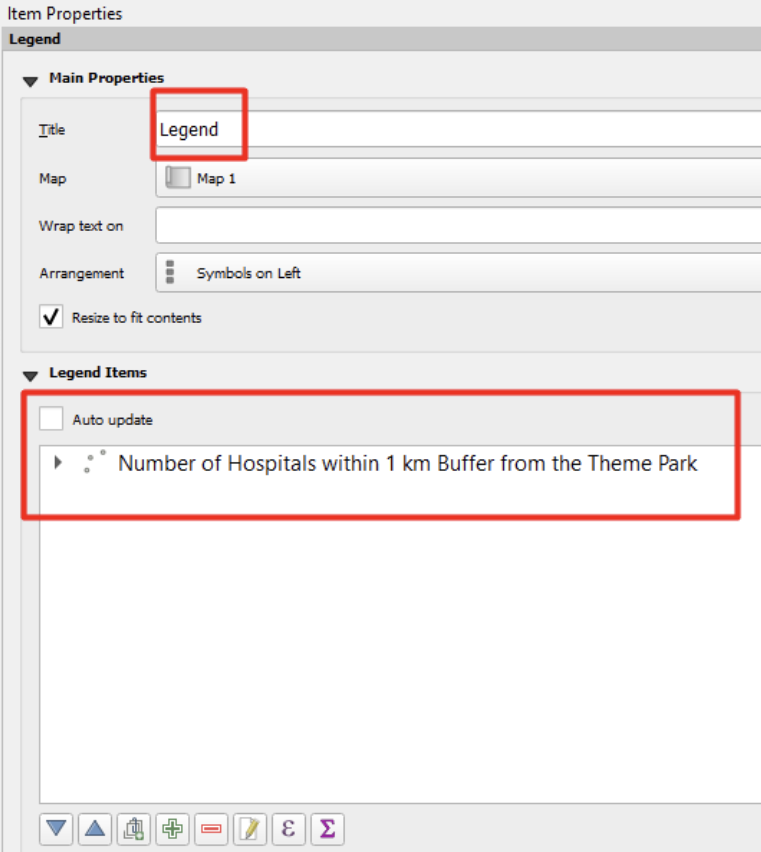 Item Properties
Legend
Main Properties
Title Legend
Map Map 1
Wrap text on
Arrangement Symbols on Left
Resize to fit contents
Legend Items
Auto update
Number of Hospitals within 1 km Buffer from the Theme Park
ε Σ